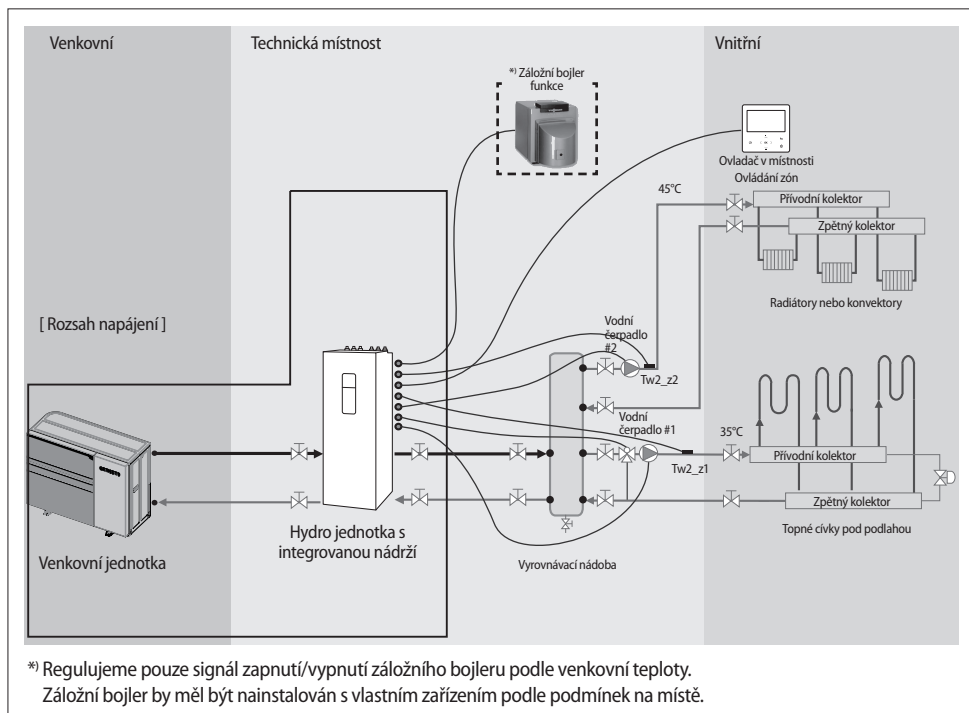 Venkovní
Technická místnost
Vnitřní
*) Záložní bojler
funkce
Ovladač v místnosti
Ovládání zón
45°C
Přívodní kolektor
Zpětný kolektor
Radiátory nebo konvektory
[ Rozsah napájení ]
Vodní
čerpadlo
#2
Tw2_z2
Vodní
čerpadlo #1
35°C
Tw2_z1
Přívodní kolektor
Zpětný kolektor
Topné cívky pod podlahou
Hydro jednotka s
integrovanou nádrží
Venkovní jednotka
Vyrovnávací nádoba
*) Regulujeme pouze signál zapnutí/vypnutí záložního bojleru podle venkovní teploty.
Záložní bojler by měl být nainstalován s vlastním zařízením podle podmínek na místě.